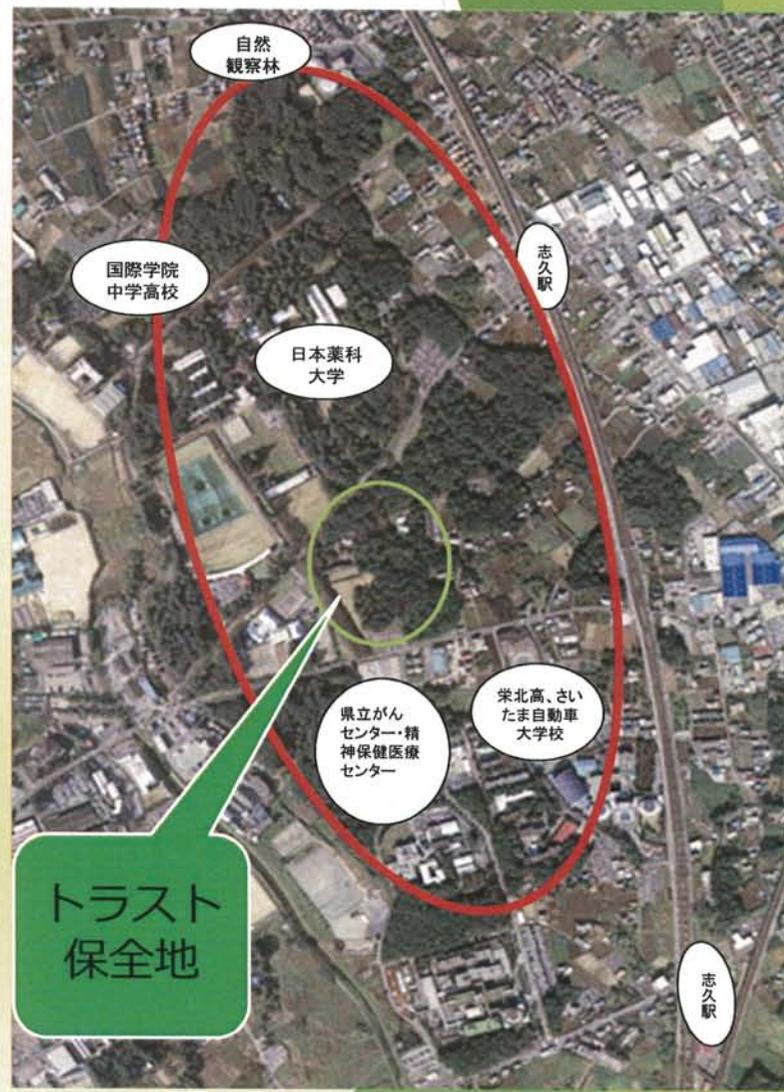 自然
観察林
国際学院
中学高校
志久駅
日本薬科
大学
県立がん
センター・精
神保健医療
センター
栄北高、さい
たま自動車
大学校
トラスト
保全地
志久駅